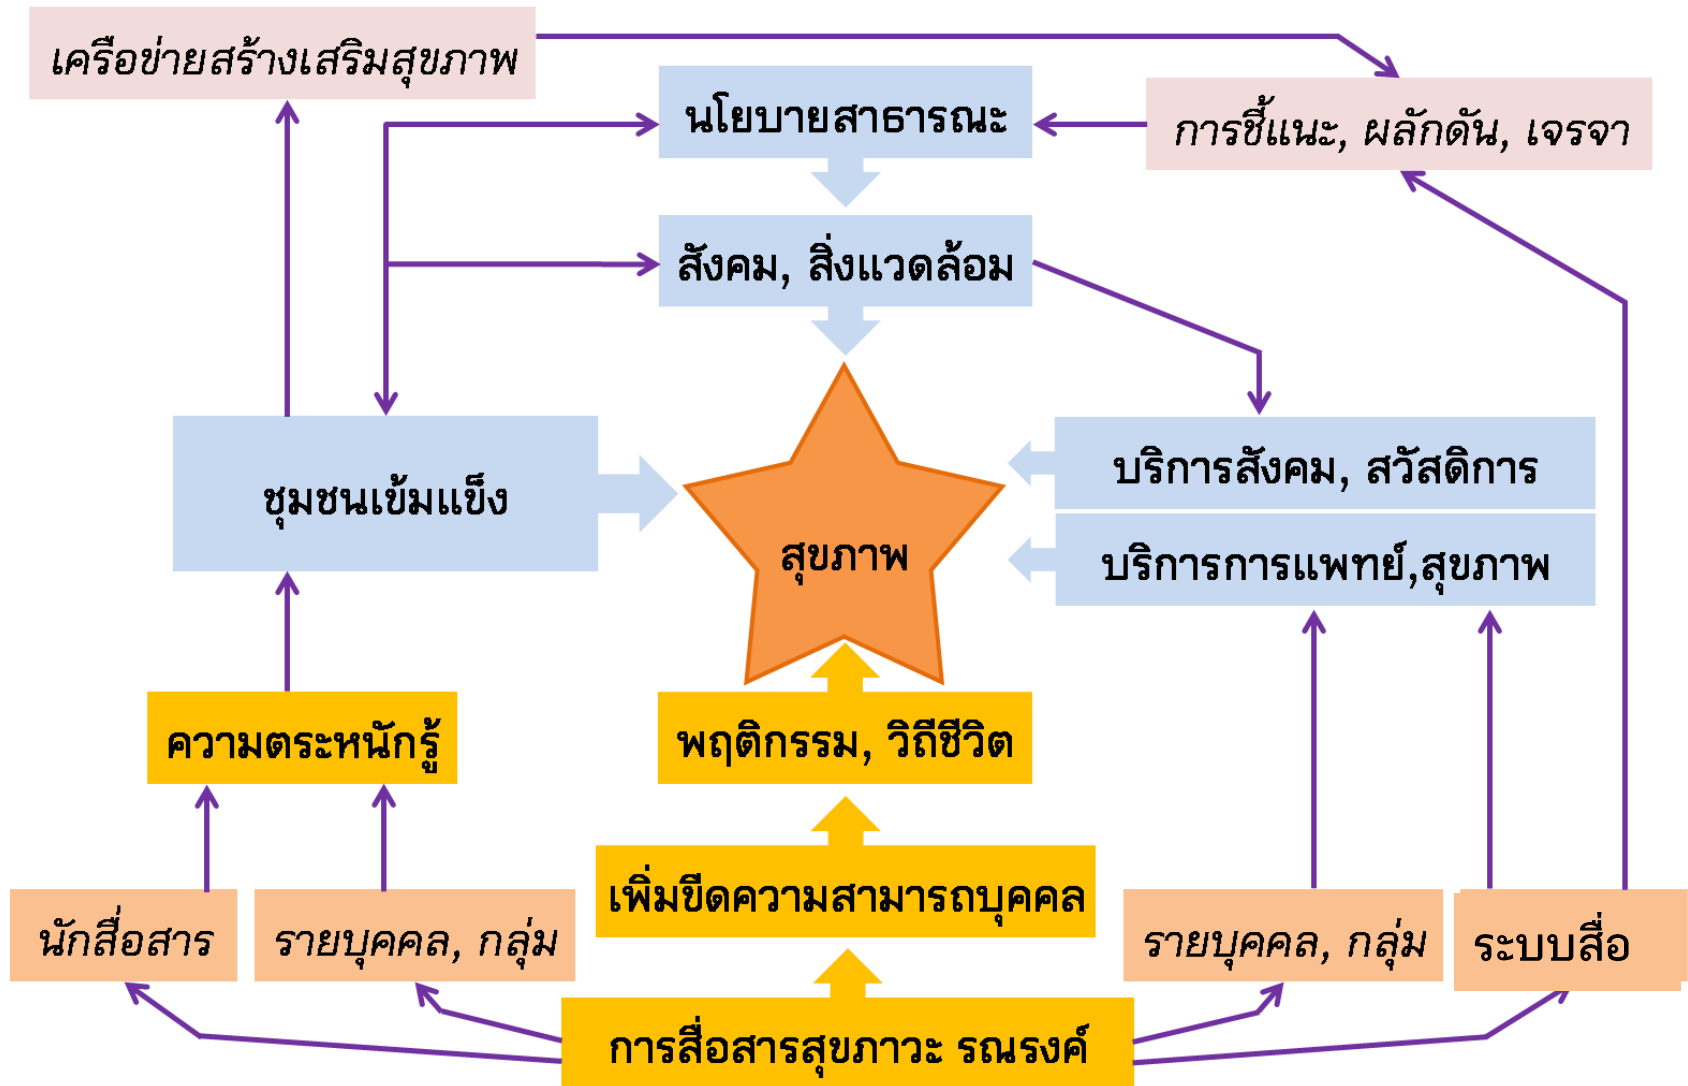 เครือข่ายสร้างเสริมสุขภาพ
นโยบายสาธารณะ
การชี้แนะ, ผลักดัน, เจรจา
สังคม, สิ่งแวดล้อม
ชุมชนเข้มแข็ง
บริการสังคม, สวัสดิการ
สุขภาพ
บริการการแพทย์,สุขภาพ
ความตระหนักรู้
พฤติกรรม, วิถีชีวิต
เพิ่มขีดความสามารถบุคคล
นักสื่อสาร
รายบุคคล, กลุ่ม
รายบุคคล, กลุ่ม
ระบบสื่อ
การสื่อสารสุขภาวะ รณรงค์